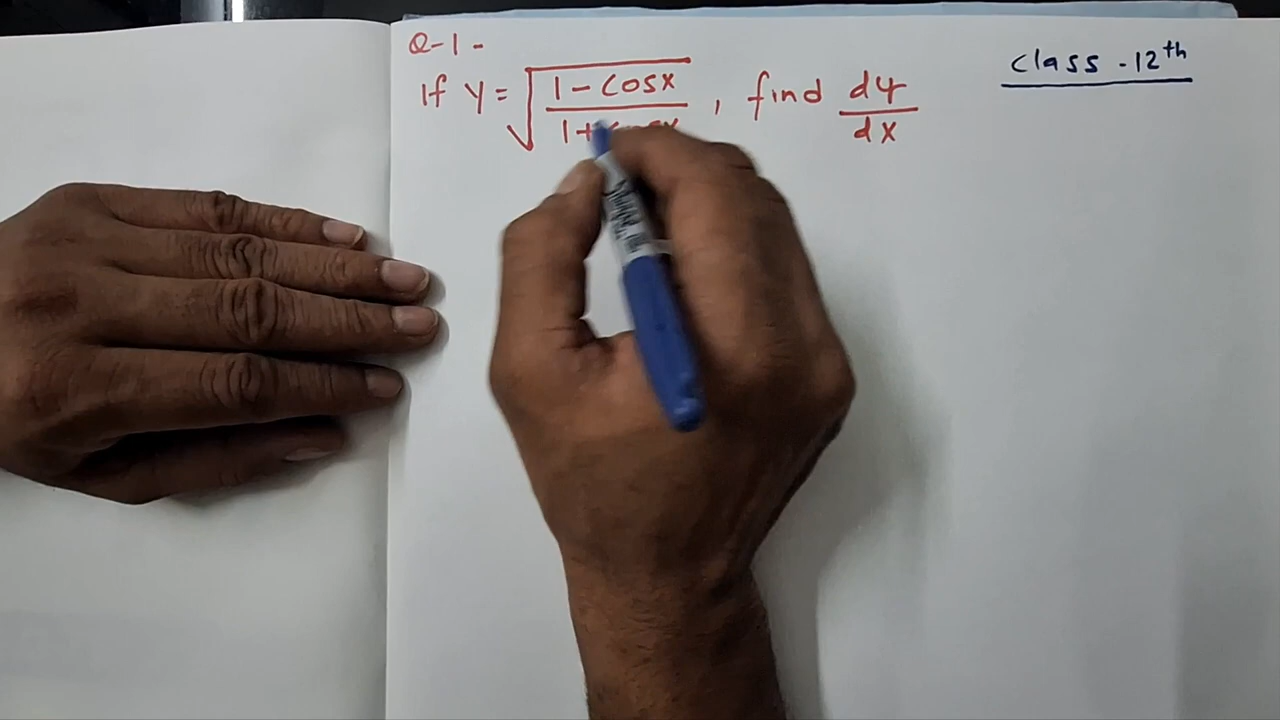 Q-1-
If y = √(1 - cosx / 1 + cosx), find dy/dx
Class - 12th